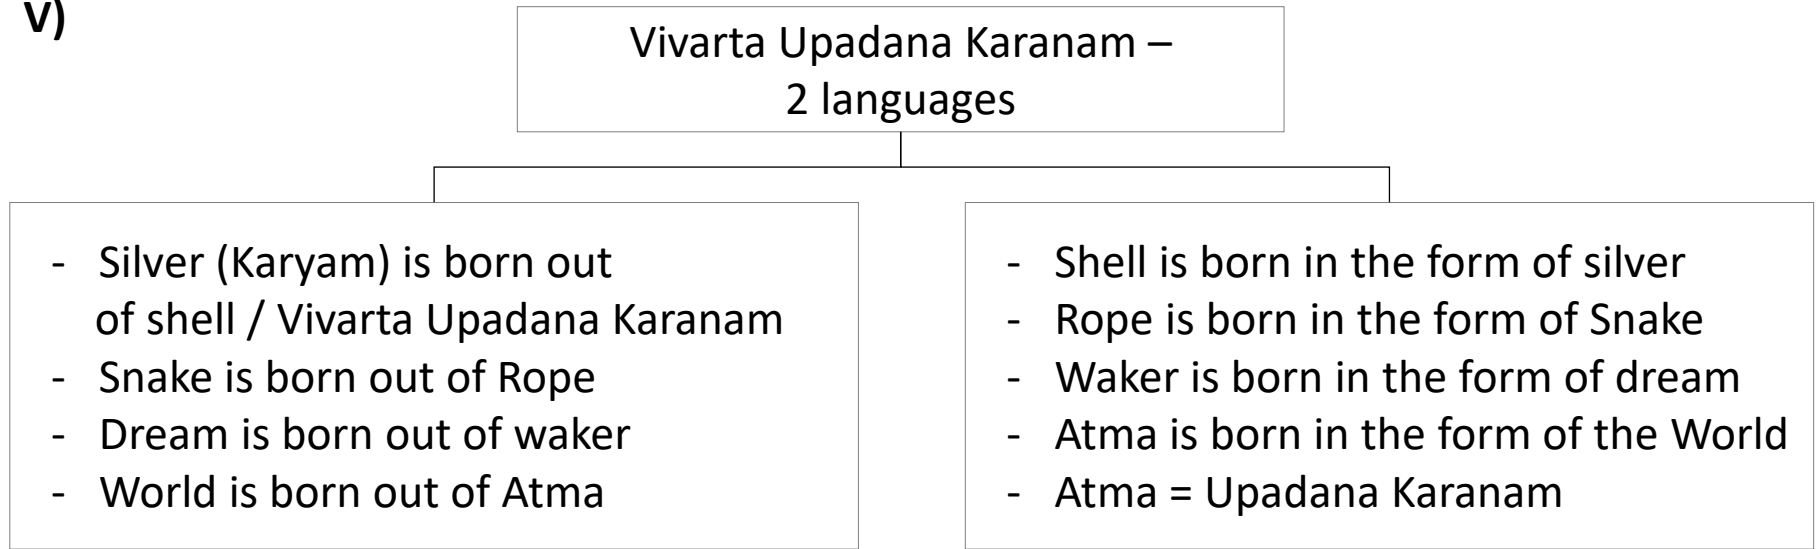 v)
Vivarta Upadana Karanam –
2 languages
- Silver (Karyam) is born out
of shell / Vivarta Upadana Karanam
- Snake is born out of Rope
- Dream is born out of waker
- World is born out of Atma
- Shell is born in the form of silver
- Rope is born in the form of Snake
- Waker is born in the form of dream
- Atma is born in the form of the World
- Atma = Upadana Karanam